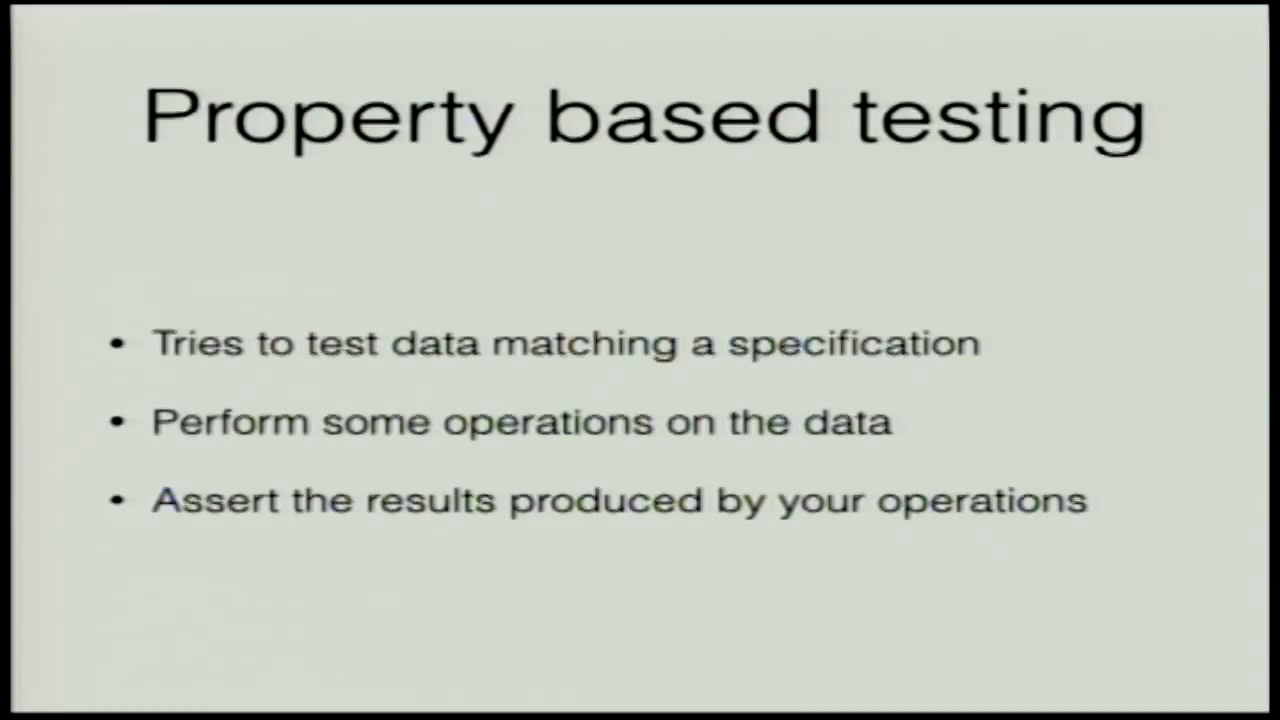 Property based testing
• Tries to test data matching a specification
• Perform some operations on the data
• Assert the results produced by your operations